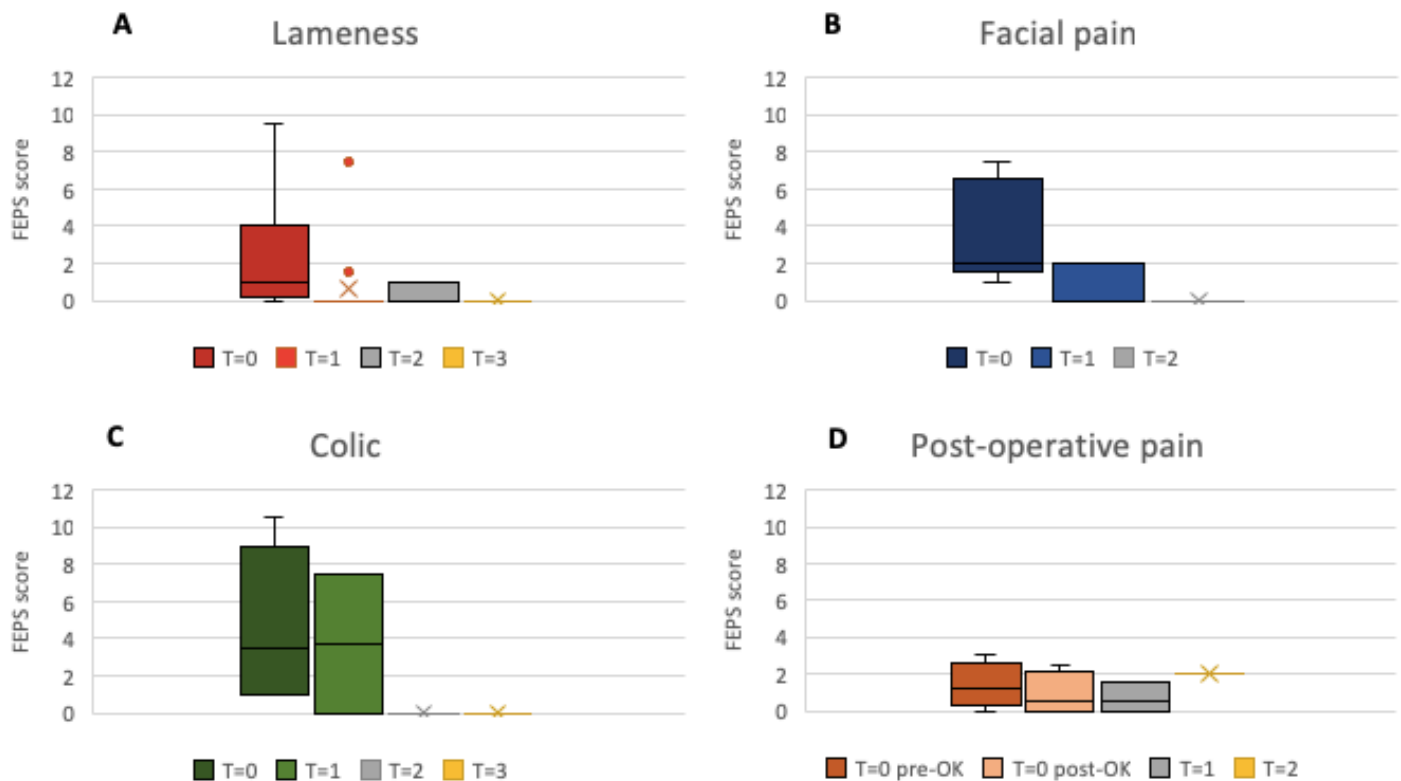 A
Lameness
12
10
8
6
4
2
0
FEPS score
T=0 T=1 T=2 T=3
B
Facial pain
12
10
8
6
4
2
0
FEPS score
T=0 T=1 T=2
C
Colic
12
10
8
6
4
2
0
FEPS score
T=0 T=1 T=2 T=3
D
Post-operative pain
12
10
8
6
4
2
0
FEPS score
T=0 pre-OK T=0 post-OK T=1 T=2